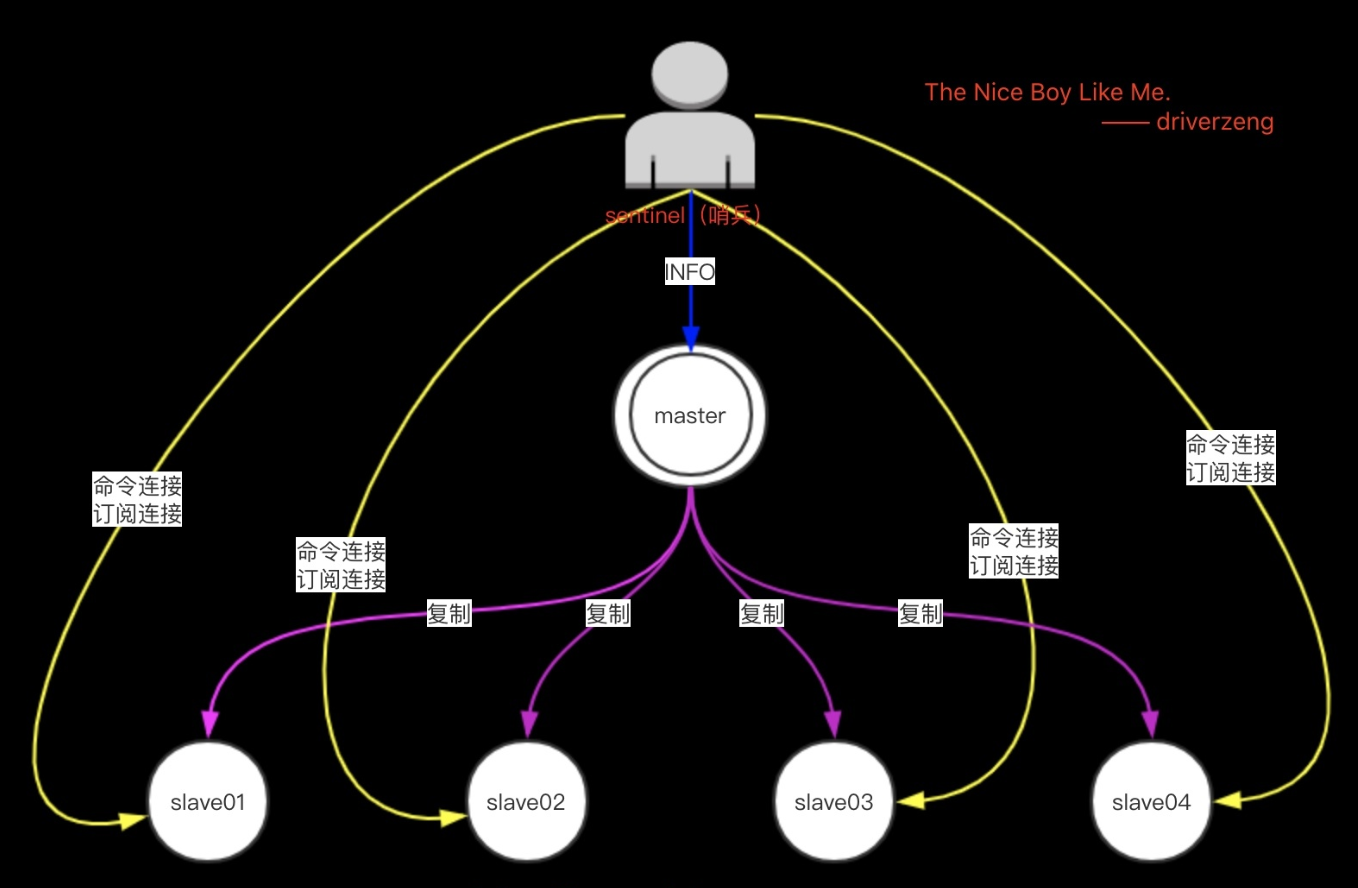 The Nice Boy Like Me.
—— driverzeng
sentinel（哨兵）
INFO
master
命令连接
订阅连接
命令连接
订阅连接
命令连接
订阅连接
命令连接
订阅连接
复制
复制
复制
复制
slave01
slave02
slave03
slave04